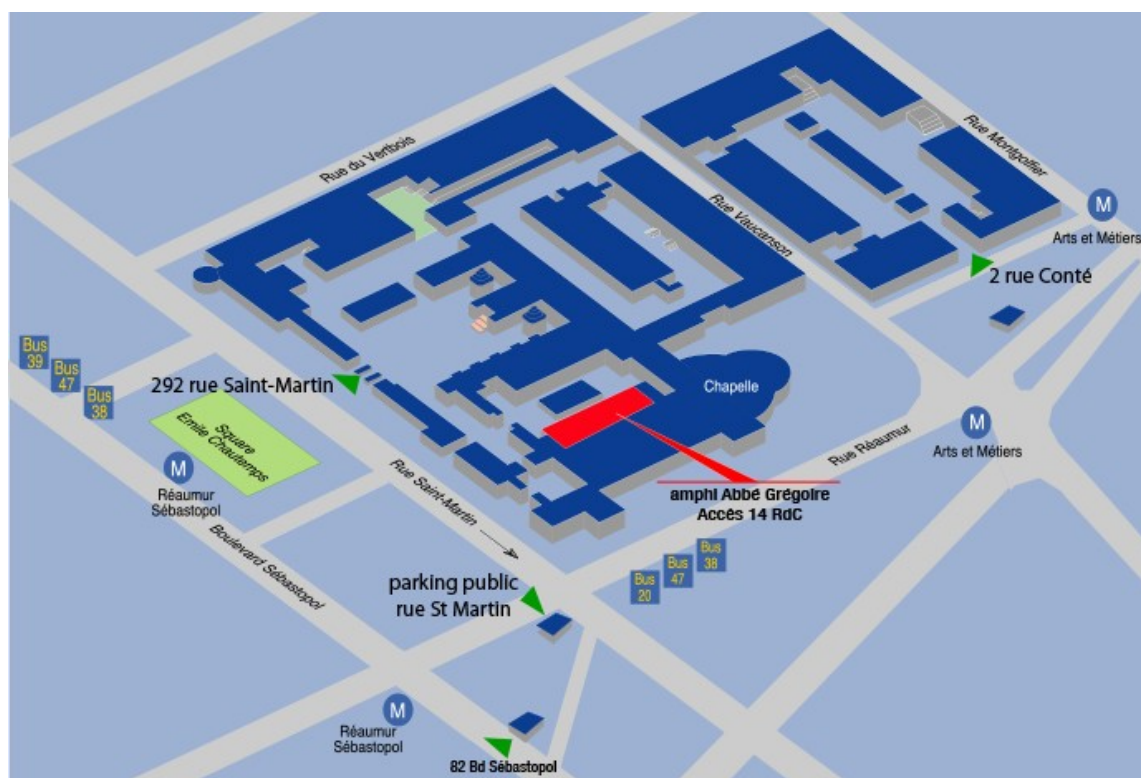 Rue du Vertbois
Rue Montgolfier
Rue Vaucanson
M
Arts et Métiers
2 rue Conté
Bus
39
Bus
47
Bus
38
292 rue Saint-Martin
Square
Emile Chautemps
Chapelle
M
Réaumur
Sébastopol
Rue Saint-Martin
Rue Réaumur
M
Arts et Métiers
amphi Abbé Grégoire
Accès 14 RdC
Boulevard Sébastopol
parking public
rue St Martin
Bus
20
Bus
47
Bus
38
M
Réaumur
Sébastopol
82 Bd Sébastopol